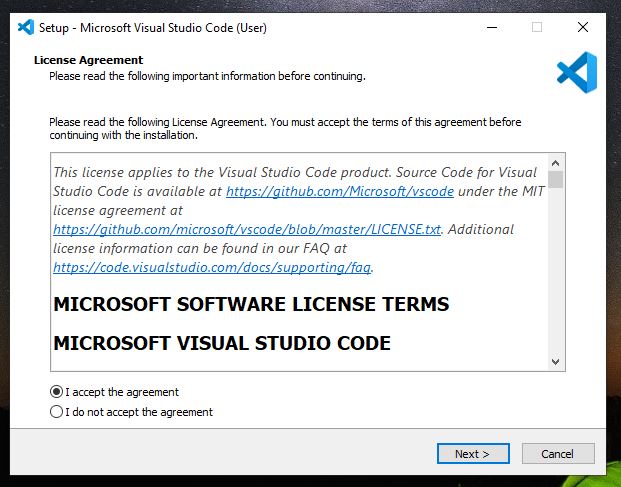 Setup - Microsoft Visual Studio Code (User)
License Agreement
Please read the following important information before continuing.
Please read the following License Agreement. You must accept the terms of this agreement before
continuing with the installation.
This license applies to the Visual Studio Code product. Source Code for Visual
Studio Code is available at https://github.com/Microsoft/vscode under the MIT
license agreement at
https://github.com/microsoft/vscode/blob/master/LICENSE.txt. Additional
license information can be found in our FAQ at
https://code.visualstudio.com/docs/supporting/faq.
MICROSOFT SOFTWARE LICENSE TERMS
MICROSOFT VISUAL STUDIO CODE
I accept the agreement
I do not accept the agreement
Next >
Cancel